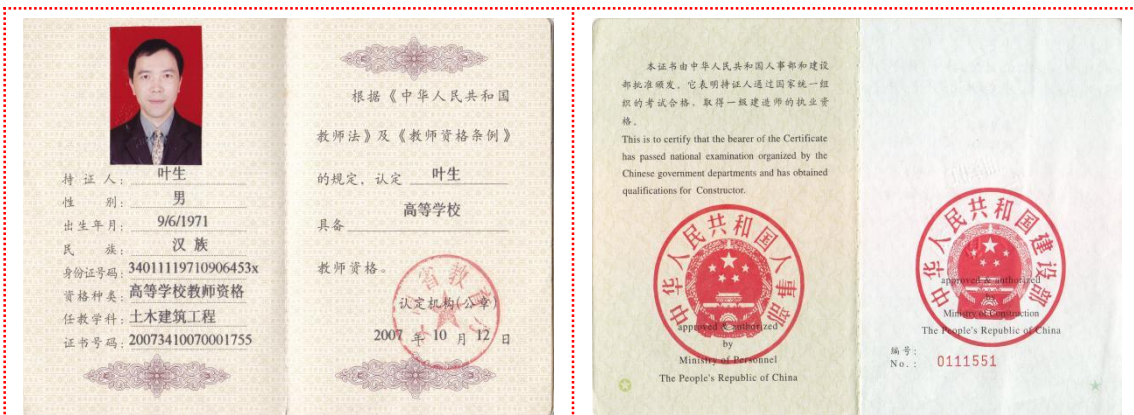 持 证 人: 叶生
性 别: 男
出生年月: 9/6/1971
民 族: 汉 族
身份证号码: 34011119710906453x
资格种类: 高等学校教师资格
任教学科: 土木建筑工程
证书号码: 20073410070001755
根据《中华人民共和国
教师法》及《教师资格条例》
的规定, 认定 叶生
具备 高等学校
教师资格。
省教
认定机构(公章)
2007 年 10 月 12 日
本证书由中华人民共和国人事部和建设
部批准颁发。它表明持证人通过国家统一组
织的考试合格, 取得一级建造师的执业资
格。
This is to certify that the bearer of the Certificate
has passed national examination organized by the
Chinese government departments and has obtained
qualifications for Constructor.
中华人民共和国人事部
approved & authorized
by
Ministry of Personnel
The People's Republic of China
中华人民共和国建设部
approved & authorized
by
Ministry of Construction
The People's Republic of China
编号:
No. : 0111551